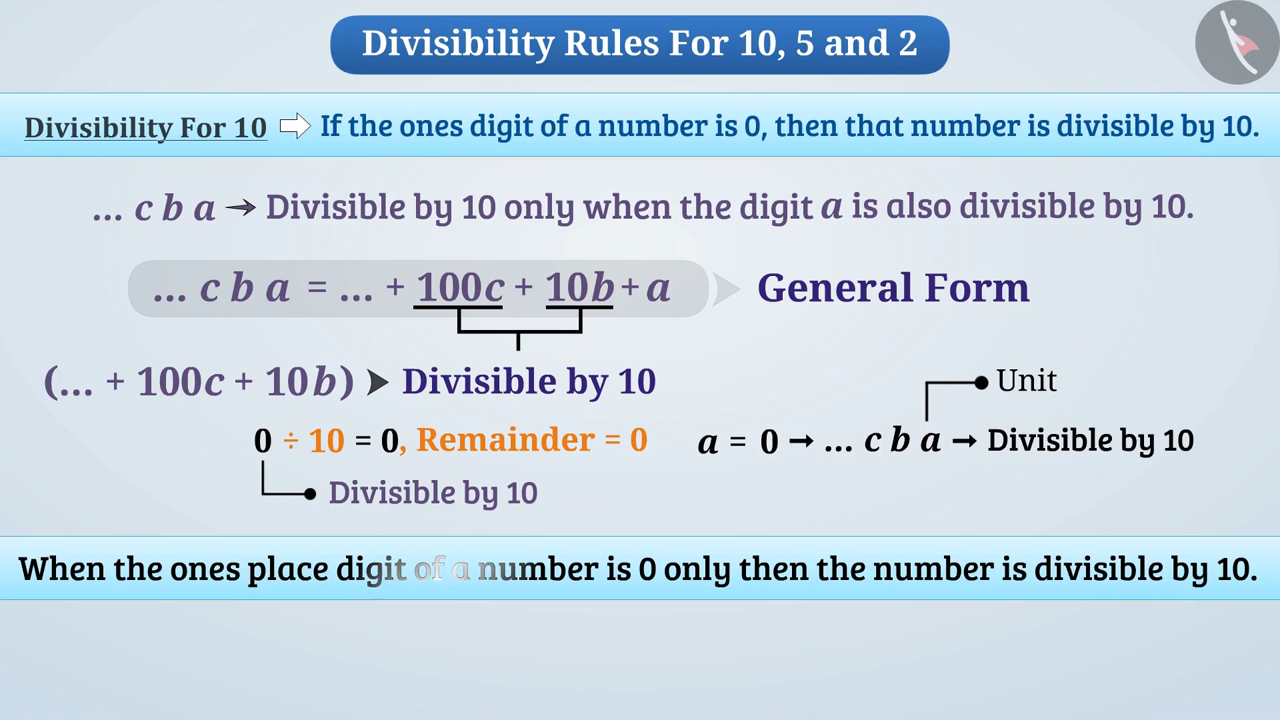 Divisibility Rules For 10, 5 and 2
Divisibility For 10 ⇨ If the ones digit of a number is 0, then that number is divisible by 10.
... c b a → Divisible by 10 only when the digit a is also divisible by 10.
... c b a = ... + 100c + 10b + a General Form
(... + 100c + 10b) ➤ Divisible by 10
Unit
0 ÷ 10 = 0, Remainder = 0
a = 0 → ... c b a → Divisible by 10
Divisible by 10
When the ones place digit of a number is 0 only then the number is divisible by 10.